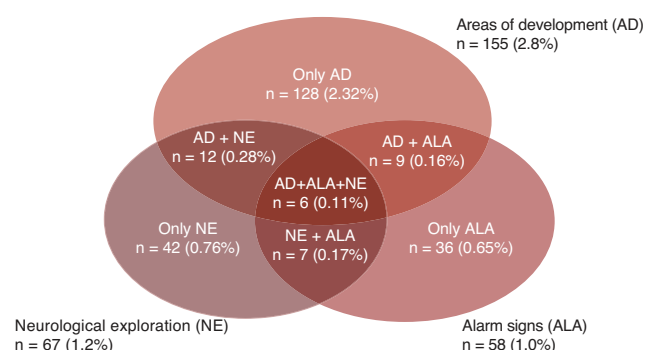 Areas of development (AD)
n = 155 (2.8%)
Only AD
n = 128 (2.32%)
AD + NE
n = 12 (0.28%)
AD + ALA
n = 9 (0.16%)
AD+ALA+NE
n = 6 (0.11%)
Only NE
n = 42 (0.76%)
NE + ALA
n = 7 (0.17%)
Only ALA
n = 36 (0.65%)
Neurological exploration (NE)
n = 67 (1.2%)
Alarm signs (ALA)
n = 58 (1.0%)